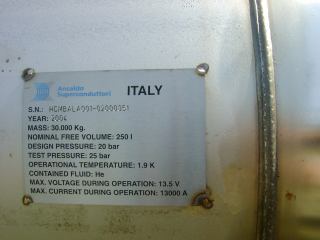 Ansaldo
Superconduttori
ITALY
S.N.: HCMBALA001-02000051
YEAR: 2004
MASS: 30.000 Kg.
NOMINAL FREE VOLUME: 250 l
DESIGN PRESSURE: 20 bar
TEST PRESSURE: 25 bar
OPERATIONAL TEMPERATURE: 1.9 K
CONTAINED FLUID: He
MAX. VOLTAGE DURING OPERATION: 13.5 V
MAX. CURRENT DURING OPERATION: 13000 A